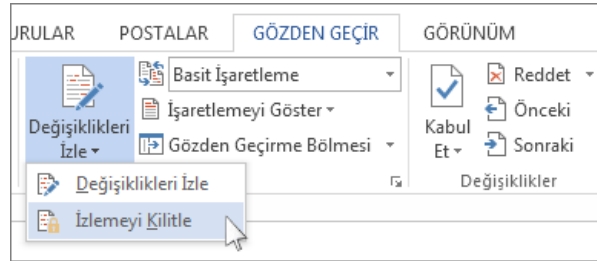 POSTALAR GÖZDEN GEÇİR GÖRÜNÜM
Değişiklikleri
İzle
Basit İşaretleme
İşaretlemeyi Göster
Gözden Geçirme Bölmesi
Kabul
Et
Reddet
Önceki
Sonraki
Değişiklikler
Değişiklikleri İzle
İzlemeyi Kilitle